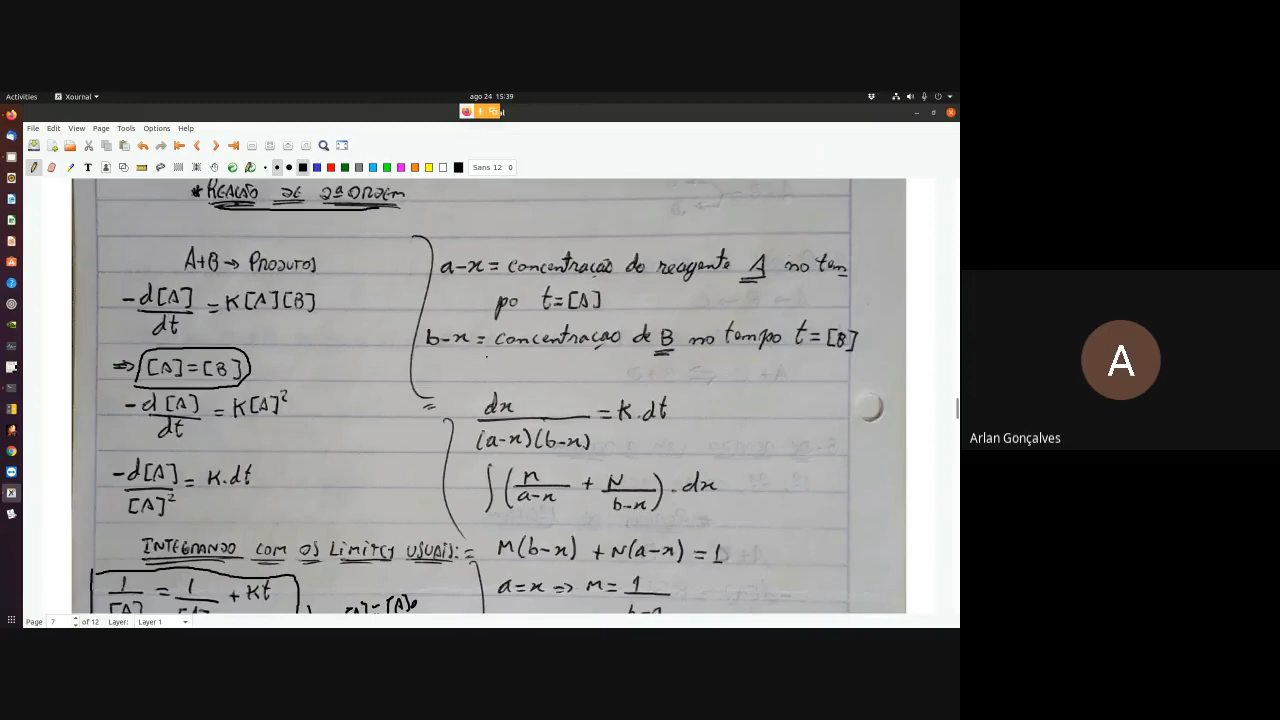 Activities Xournal ago 24 15:39
File Edit View Page Tools Options Help
Sans 12
* REAÇÃO DE 2ª ORDEM
A+B → PRODUTOS
-d[A]/dt = K[A][B]
⇒ [A]=[B]
-d[A]/dt = K[A]²
-d[A]/[A]² = K.dt
INTEGRANDO COM OS LIMITES USUAIS:
1/[A] = 1/[A] + Kt
a-x = concentração do reagente A no tem
po t=[A]
b-x = concentração de B no tempo t=[B]
= dx/(a-x)(b-x) = K.dt
∫ (M/(a-x) + N/(b-x)) . dx
= M(b-x) + N(a-x) = 1
a=x ⇒ M= 1/b-a
Page 7 of 12 Layer: Layer 1
A
Arlan Gonçalves